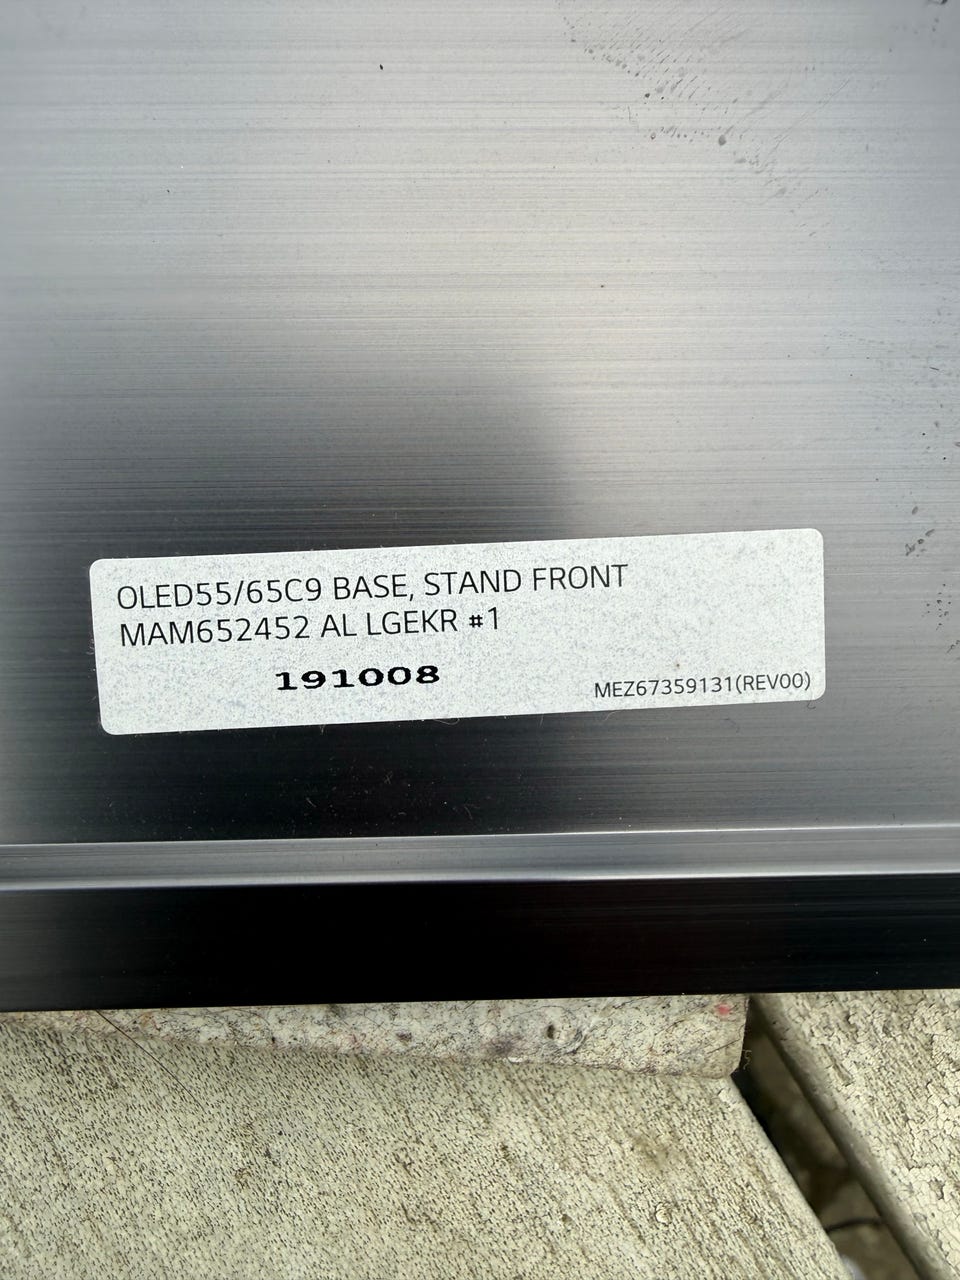 OLED55/65C9 BASE, STAND FRONT
MAM652452 AL LGEKR #1
191008
MEZ67359131(REV00)